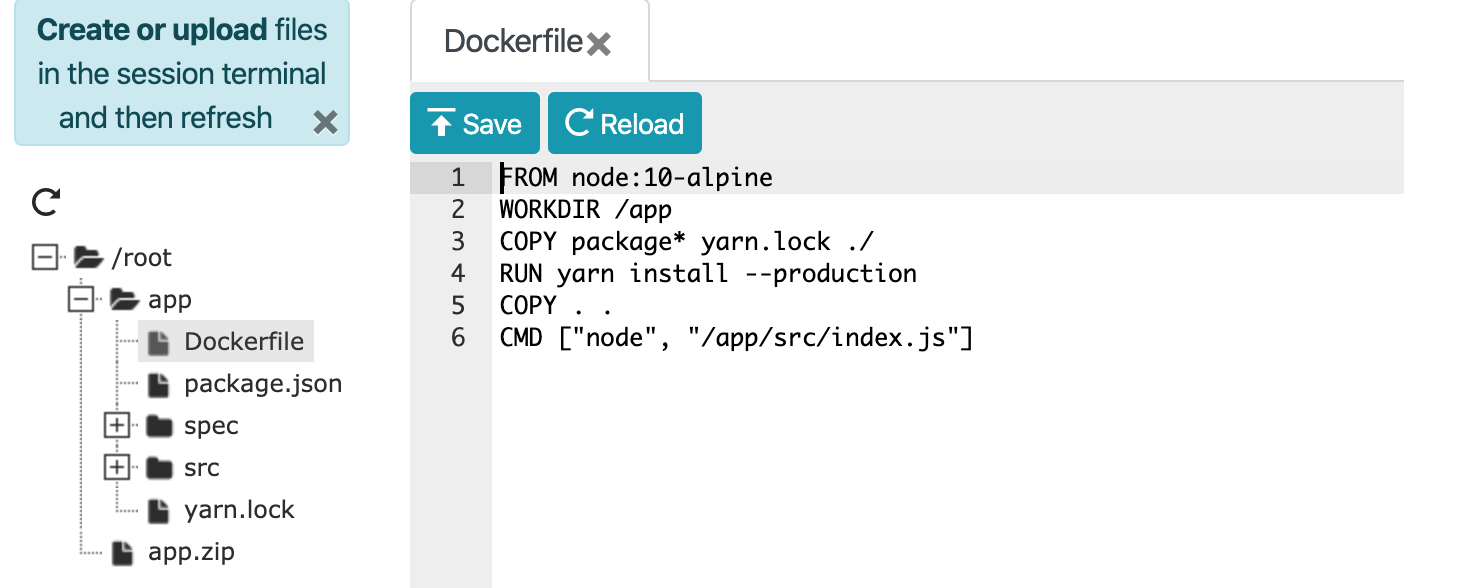 Create or upload files
in the session terminal
and then refresh
/root
app
Dockerfile
package.json
spec
src
yarn.lock
app.zip
Dockerfile
Save
Reload
1 FROM node:10-alpine
2 WORKDIR /app
3 COPY package* yarn.lock ./
4 RUN yarn install --production
5 COPY . .
6 CMD ["node", "/app/src/index.js"]